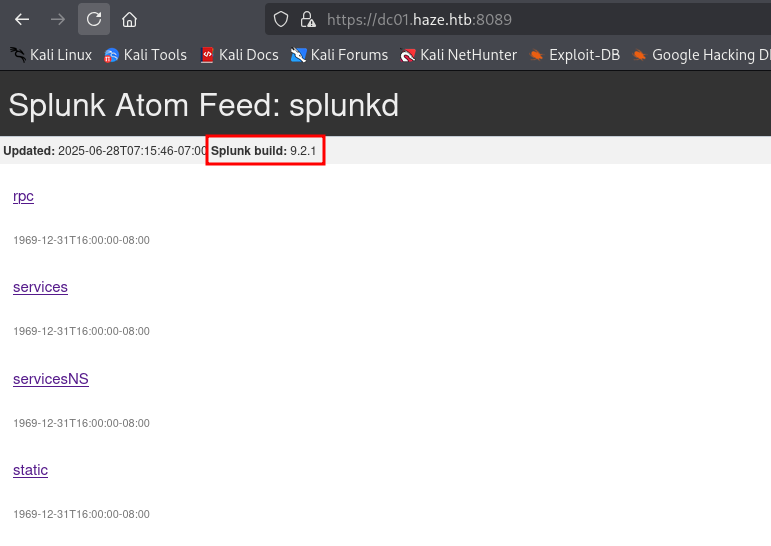 https://dc01.haze.htb:8089
Kali Linux Kali Tools Kali Docs Kali Forums Kali NetHunter Exploit-DB Google Hacking D
Splunk Atom Feed: splunkd
Updated: 2025-06-28T07:15:46-07:00 Splunk build: 9.2.1
rpc
1969-12-31T16:00:00-08:00
services
1969-12-31T16:00:00-08:00
servicesNS
1969-12-31T16:00:00-08:00
static
1969-12-31T16:00:00-08:00